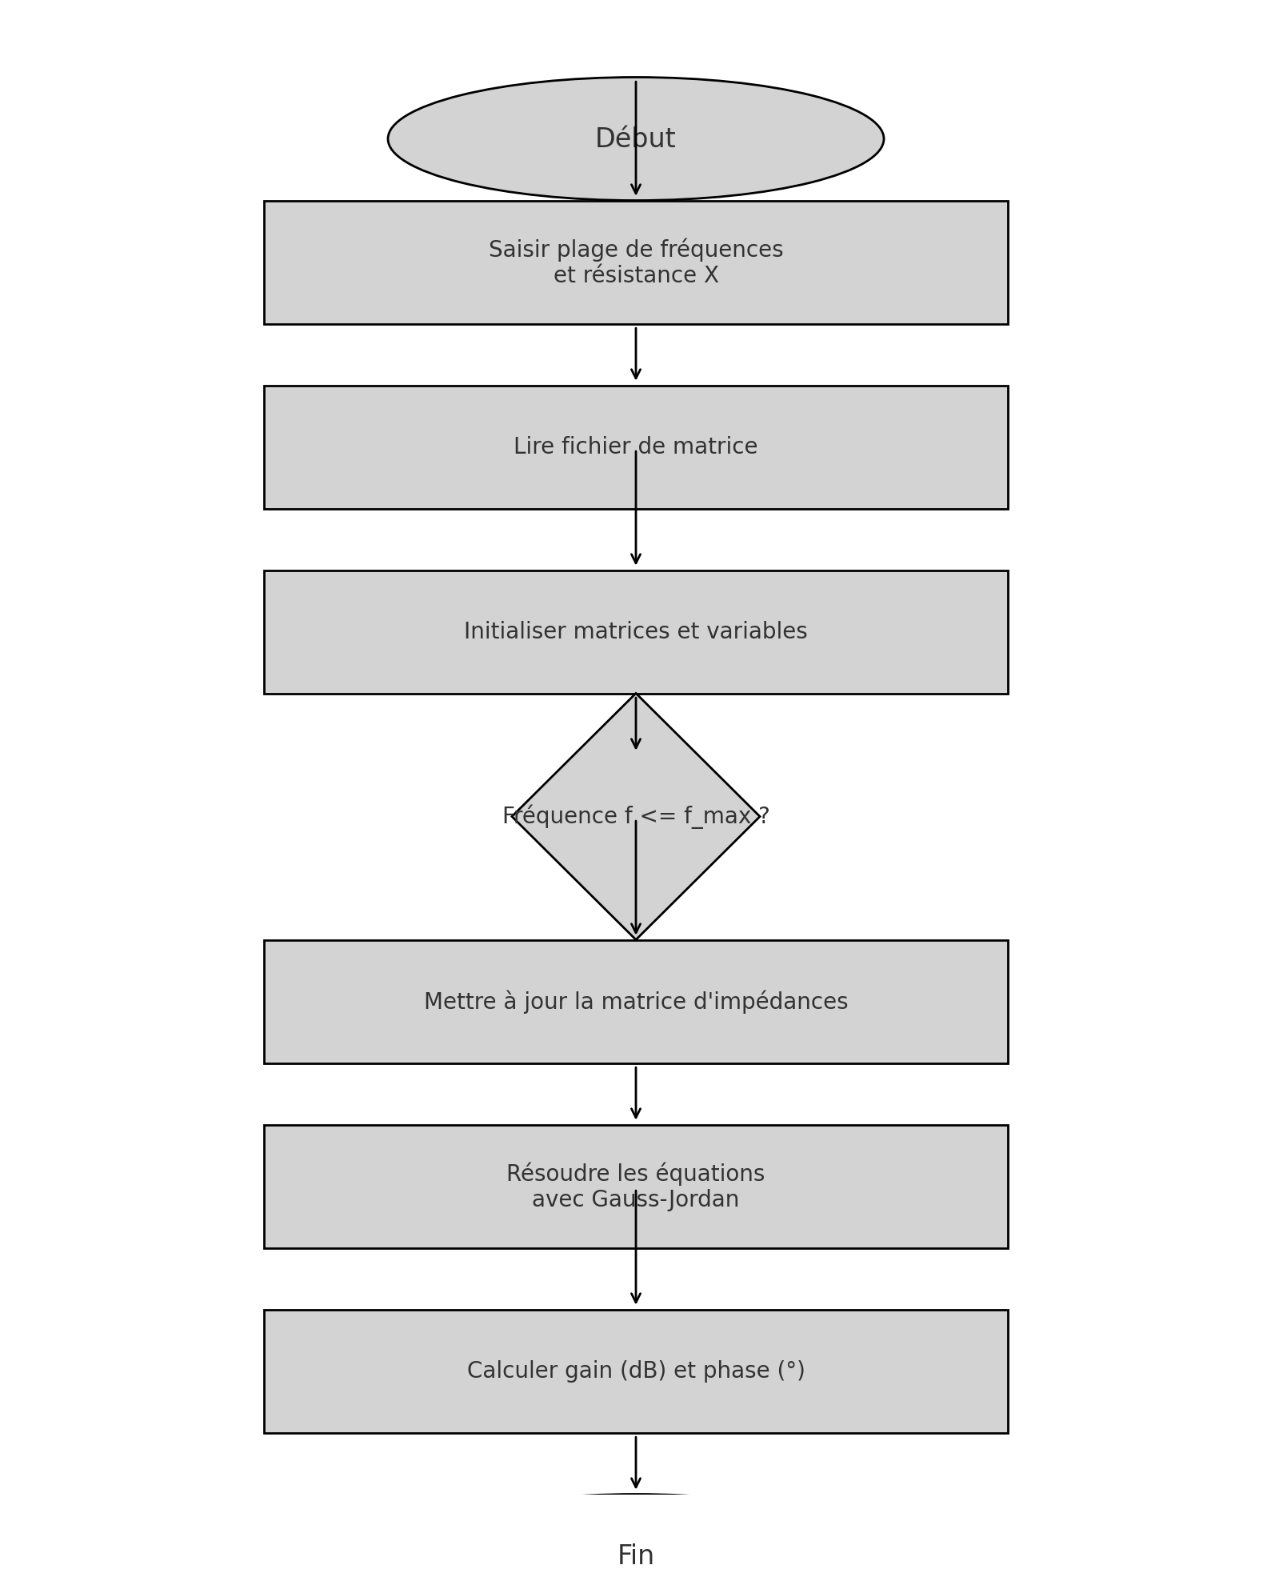 Début
Saisir plage de fréquences
et résistance X
Lire fichier de matrice
Initialiser matrices et variables
Fréquence f <= f_max ?
Mettre à jour la matrice d'impédances
Résoudre les équations
avec Gauss-Jordan
Calculer gain (dB) et phase (°)
Fin